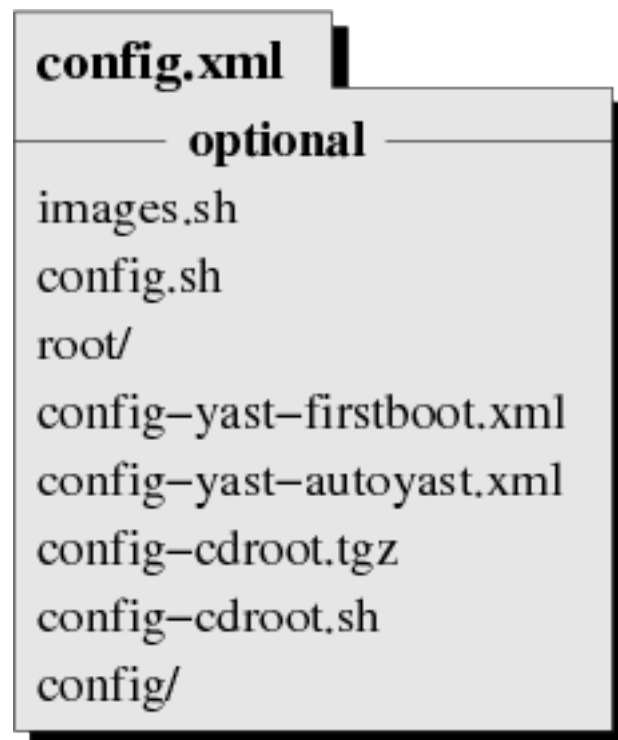 config.xml
optional
images.sh
config.sh
root/
config−yast−firstboot.xml
config−yast−autoyast.xml
config−cdroot.tgz
config−cdroot.sh
config/